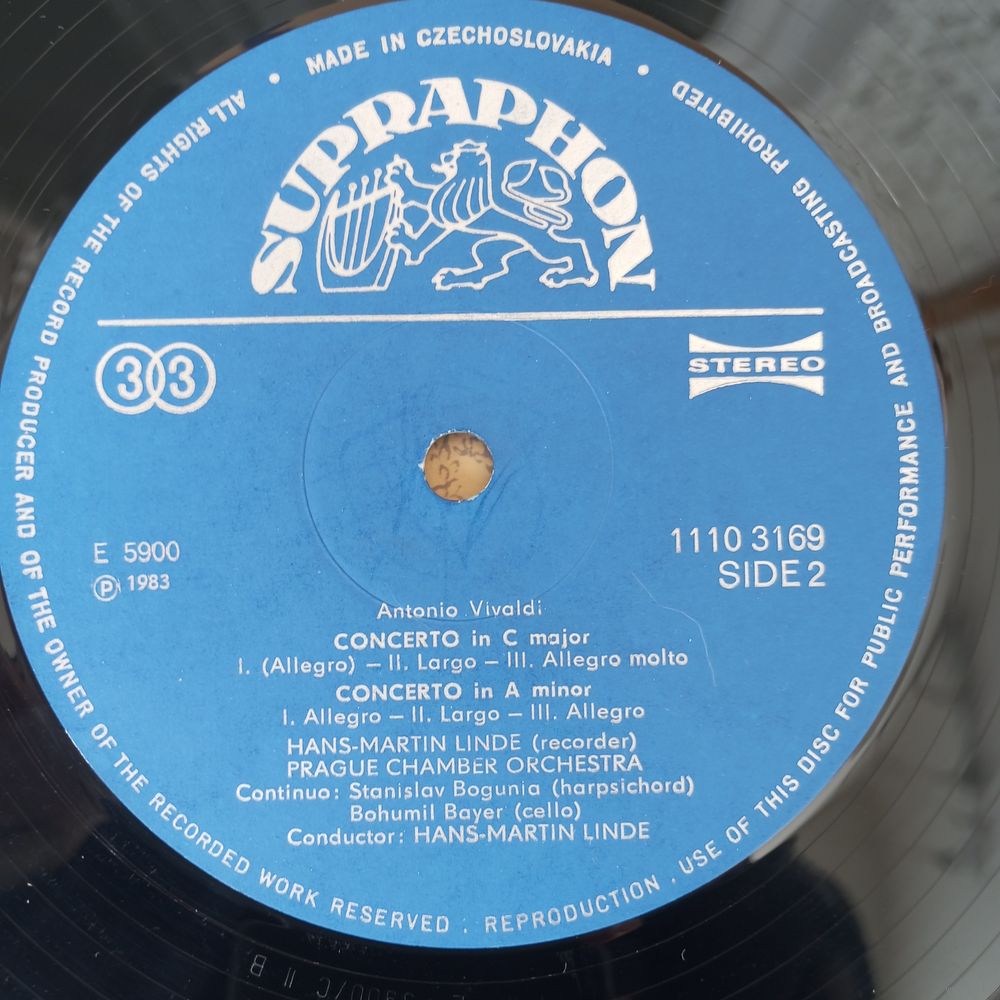 MADE IN CZECHOSLOVAKIA
ALL RIGHTS OF THE RECORD PRODUCER AND OF THE OWNER OF THE RECORDED WORK RESERVED . REPRODUCTION . USE OF THIS DISC FOR PUBLIC PERFORMANCE AND BROADCASTING PROHIBITED
SUPRAPHON
33
STEREO
E 5900
℗ 1983
1110 3169
SIDE 2
Antonio Vivaldi
CONCERTO in C major
I. (Allegro) – II. Largo – III. Allegro molto
CONCERTO in A minor
I. Allegro – II. Largo – III. Allegro
HANS-MARTIN LINDE (recorder)
PRAGUE CHAMBER ORCHESTRA
Continuo: Stanislav Bogunia (harpsichord)
Bohumil Bayer (cello)
Conductor: HANS-MARTIN LINDE